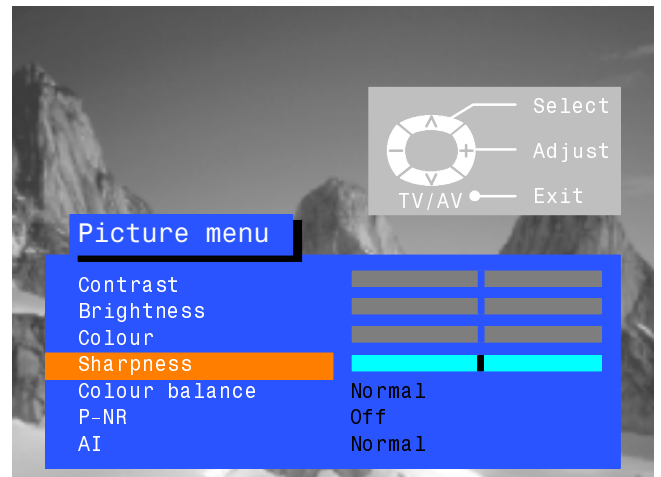 Select
Adjust
TV/AV
Exit
Picture menu
Contrast
Brightness
Colour
Sharpness
Colour balance Normal
P-NR Off
AI Normal